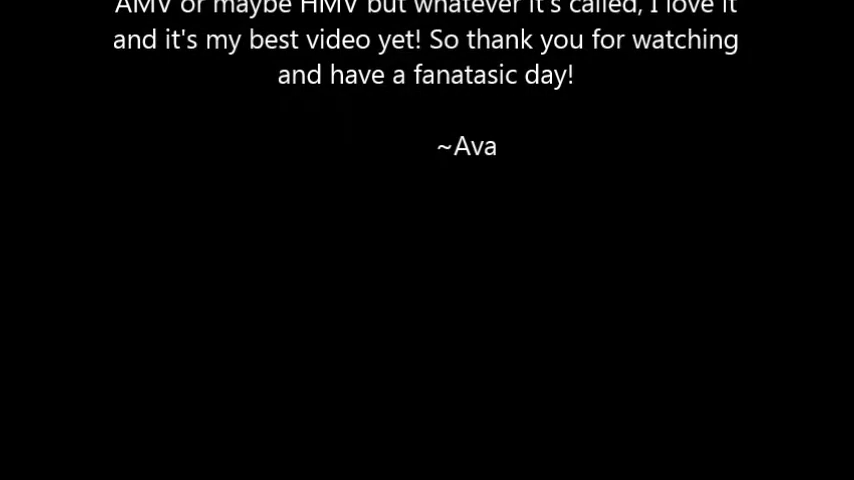 AMV or maybe HMV but whatever it's called, I love it
and it's my best video yet! So thank you for watching
and have a fanatasic day!
~Ava